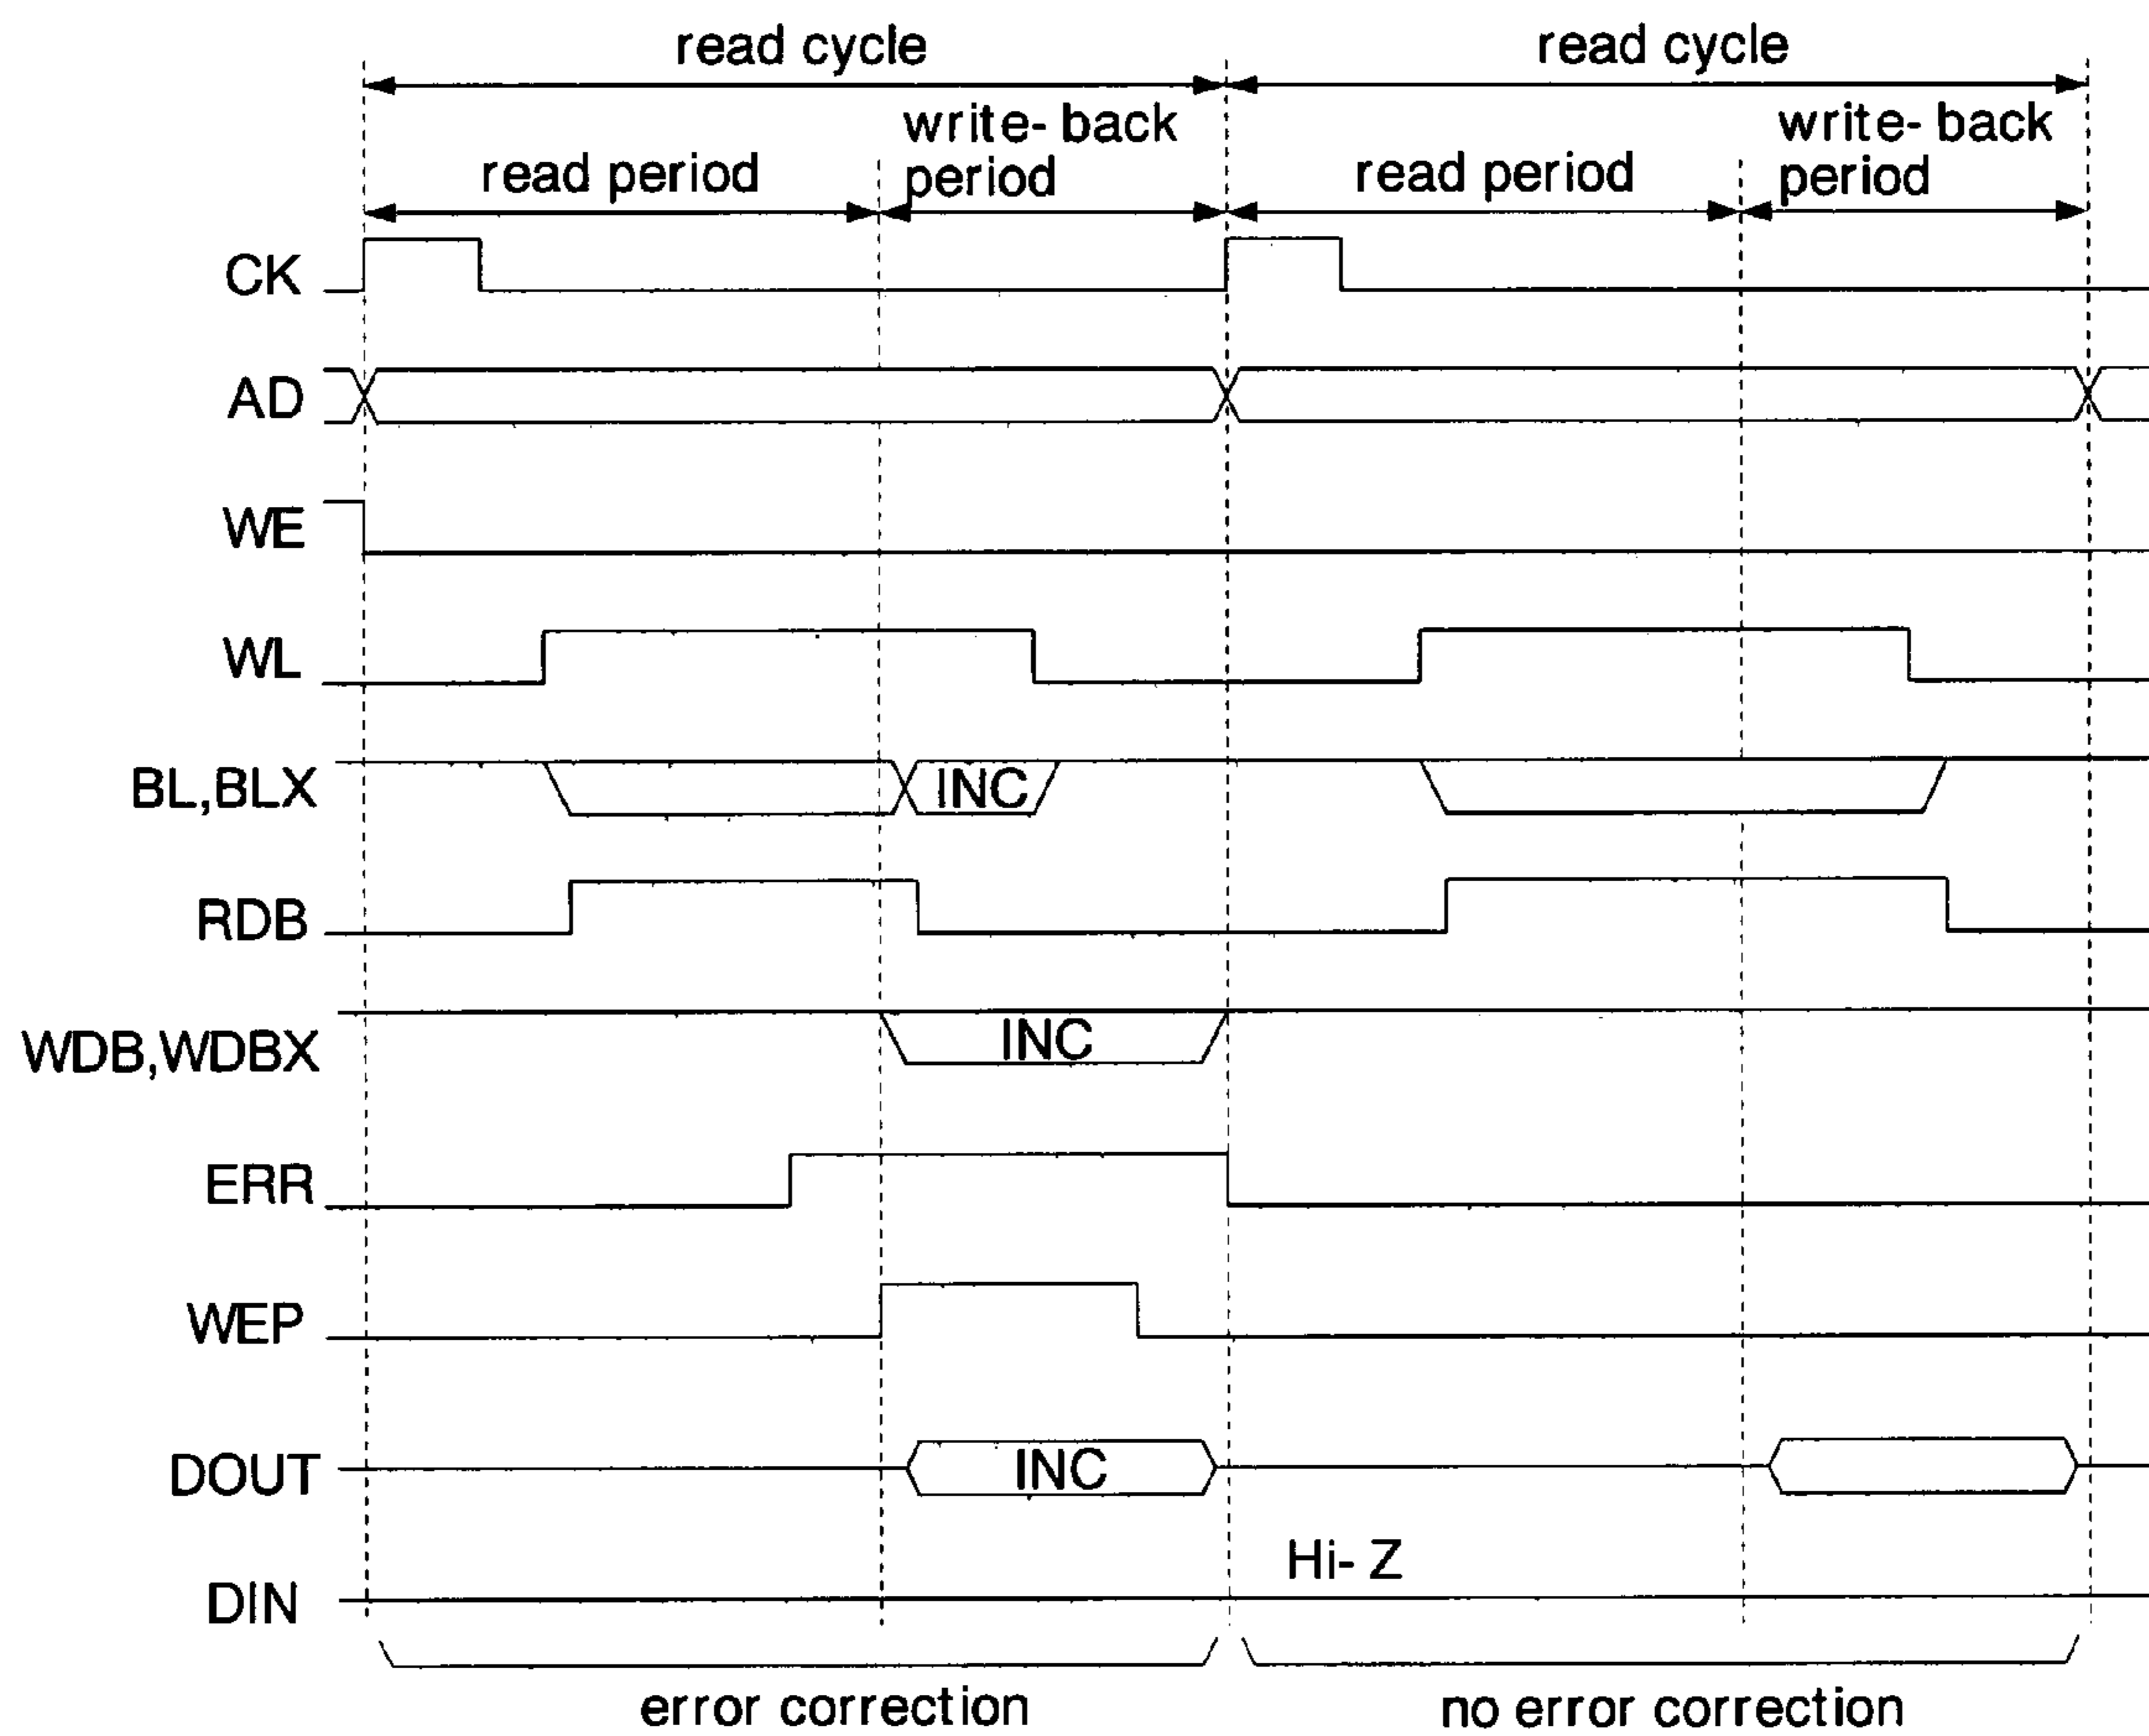 read cycle read cycle
write- back write- back
read period period read period period
CK
AD
WE
WL
BL,BLX INC
RDB
WDB,WDBX INC
ERR
WEP
DOUT INC
Hi- Z
DIN
error correction no error correction